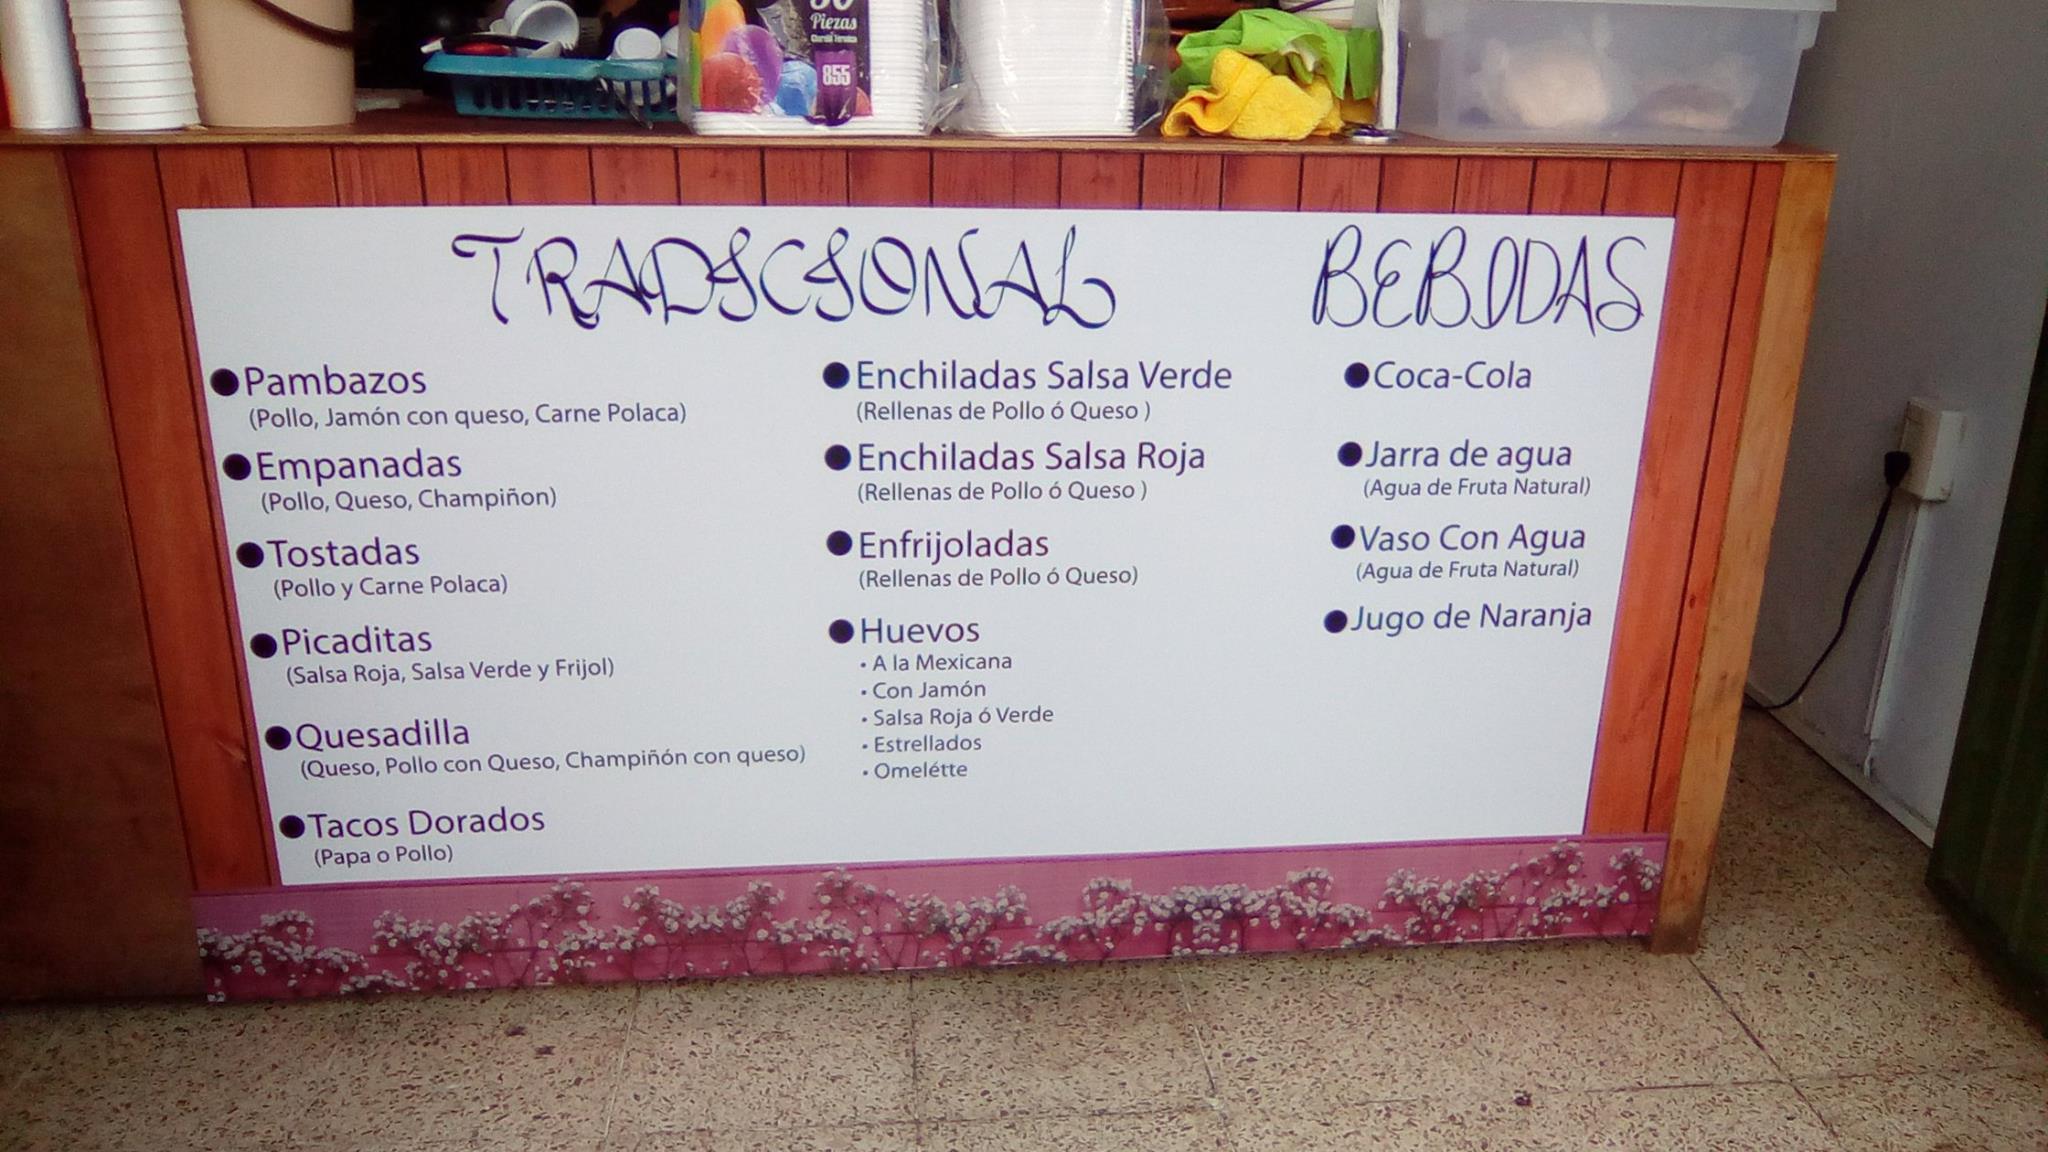 50
Piezas
855
TRADICIONAL
Pambazos
(Pollo, Jamón con queso, Carne Polaca)
Empanadas
(Pollo, Queso, Champiñon)
Tostadas
(Pollo y Carne Polaca)
Picaditas
(Salsa Roja, Salsa Verde y Frijol)
Quesadilla
(Queso, Pollo con Queso, Champiñón con queso)
Tacos Dorados
(Papa o Pollo)
Enchiladas Salsa Verde
(Rellenas de Pollo ó Queso )
Enchiladas Salsa Roja
(Rellenas de Pollo ó Queso )
Enfrijoladas
(Rellenas de Pollo ó Queso)
Huevos
• A la Mexicana
• Con Jamón
• Salsa Roja ó Verde
• Estrellados
• Omelétte
BEBIDAS
Coca-Cola
Jarra de agua
(Agua de Fruta Natural)
Vaso Con Agua
(Agua de Fruta Natural)
Jugo de Naranja